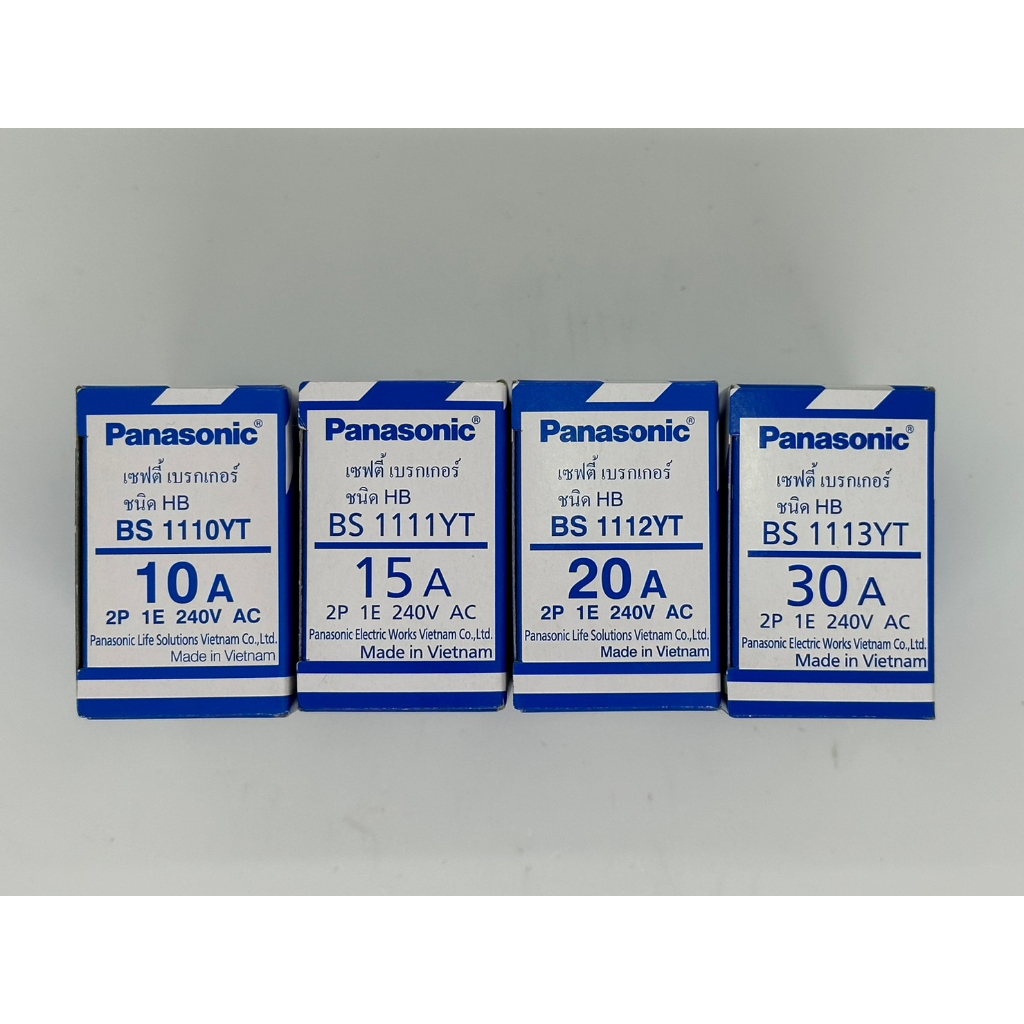 Panasonic®
เซฟตี้ เบรกเกอร์
ชนิด HB
BS 1110YT
10 A
2P 1E 240V AC
Panasonic Life Solutions Vietnam Co.,Ltd.
Made in Vietnam
Panasonic®
เซฟตี้ เบรกเกอร์
ชนิด HB
BS 1111YT
15 A
2P 1E 240V AC
Panasonic Electric Works Vietnam Co.,Ltd.
Made in Vietnam
Panasonic®
เซฟตี้ เบรกเกอร์
ชนิด HB
BS 1112YT
20 A
2P 1E 240V AC
Panasonic Life Solutions Vietnam Co.,Ltd.
Made in Vietnam
Panasonic®
เซฟตี้ เบรกเกอร์
ชนิด HB
BS 1113YT
30 A
2P 1E 240V AC
Panasonic Electric Works Vietnam Co.,Ltd.
Made in Vietnam